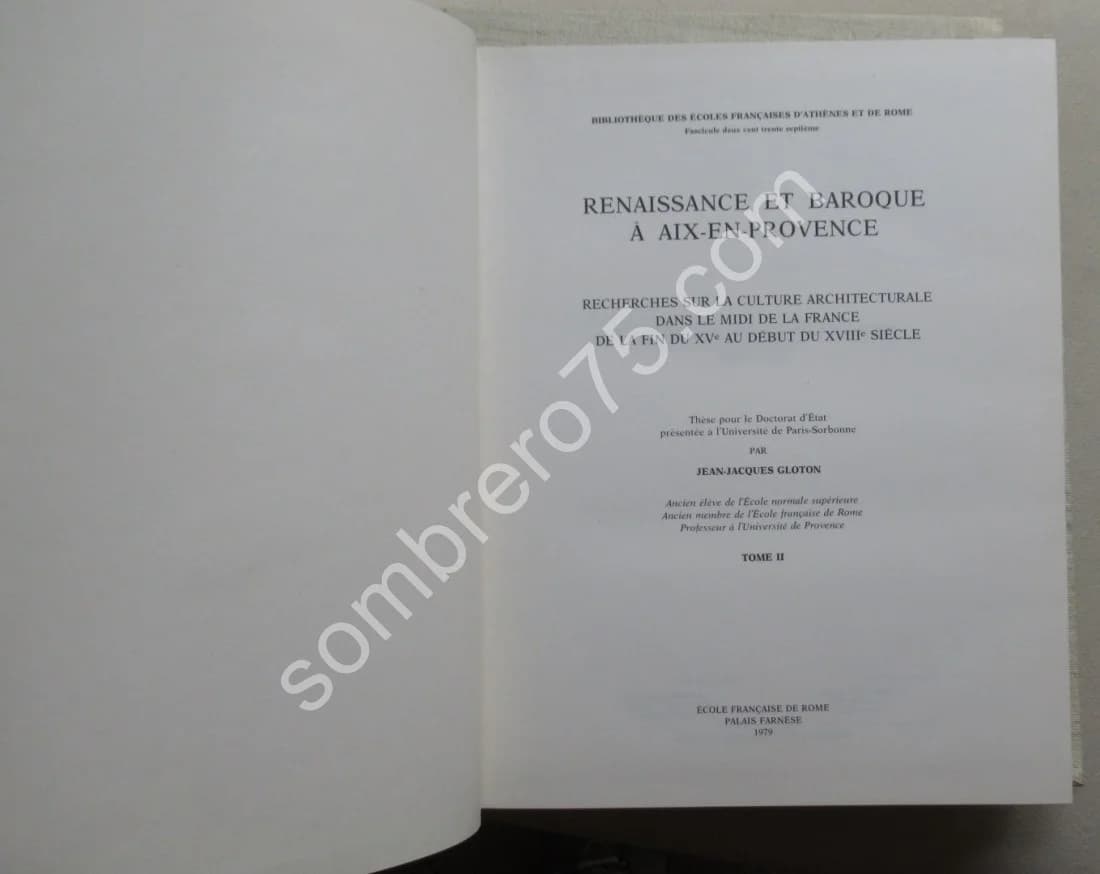 BIBLIOTHÈQUE DES ÉCOLES FRANÇAISES D'ATHÈNES ET DE ROME
Fascicule deux cent trente septième
RENAISSANCE ET BAROQUE
À AIX-EN-PROVENCE
RECHERCHES SUR LA CULTURE ARCHITECTURALE
DANS LE MIDI DE LA FRANCE
DE LA FIN DU XVe AU DÉBUT DU XVIIIe SIÈCLE
Thèse pour le Doctorat d'État
présentée à l'Université de Paris-Sorbonne
PAR
JEAN-JACQUES GLOTON
Ancien élève de l'École normale supérieure
Ancien membre de l'École française de Rome
Professeur à l'Université de Provence
TOME II
ÉCOLE FRANÇAISE DE ROME
PALAIS FARNÈSE
1979
sombrero75.com